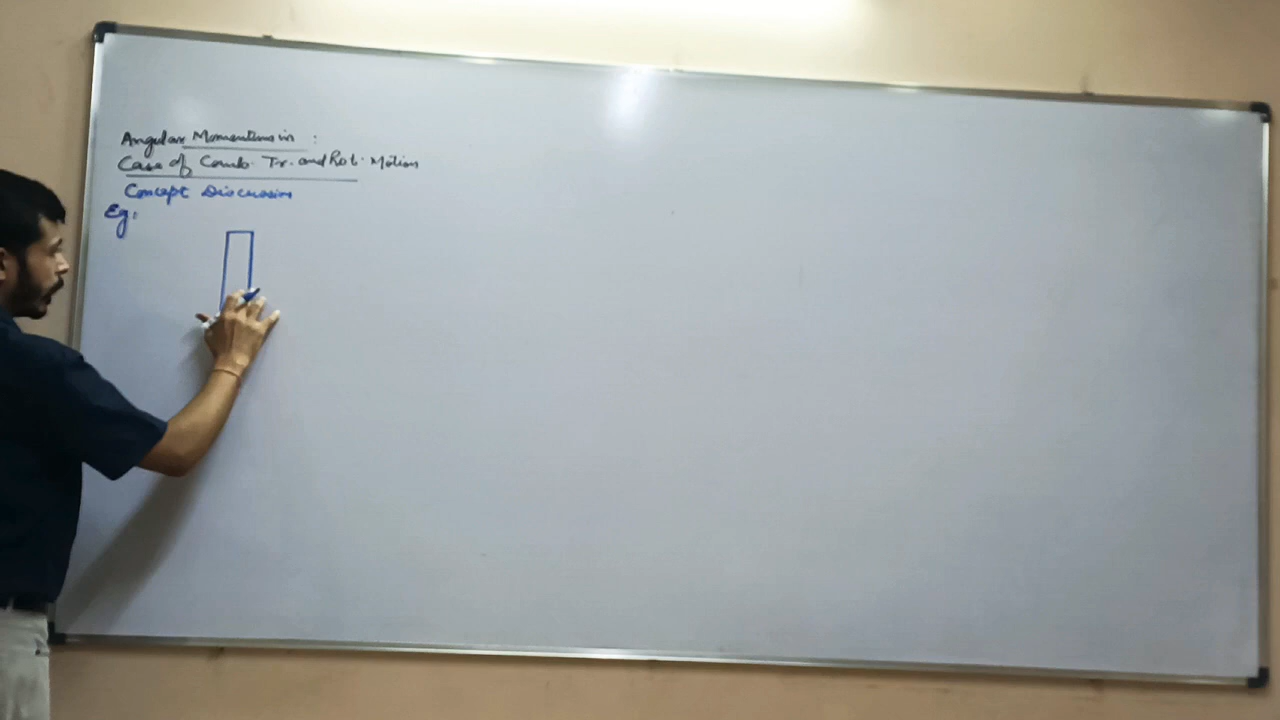 Angular Momentum in :
Case of Comb. Tr. and Rot. Motion
Concept Discussion
Eg: